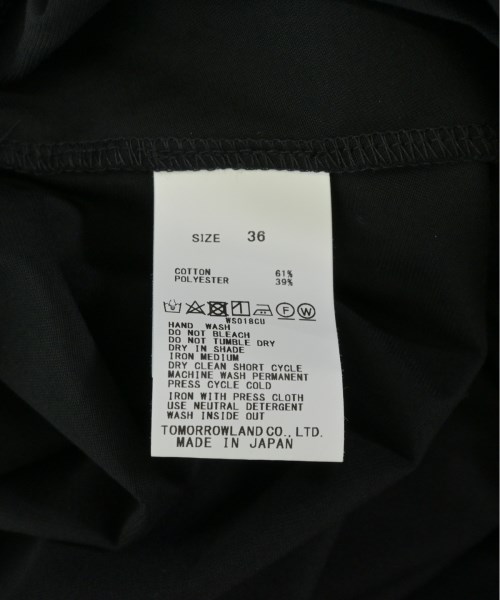 SIZE 36
COTTON 61%
POLYESTER 39%
WS018CU
HAND WASH
DO NOT BLEACH
DO NOT TUMBLE DRY
DRY IN SHADE
IRON MEDIUM
DRY CLEAN SHORT CYCLE
MACHINE WASH PERMANENT
PRESS CYCLE COLD
IRON WITH PRESS CLOTH
USE NEUTRAL DETERGENT
WASH INSIDE OUT
TOMORROWLAND CO., LTD.
MADE IN JAPAN